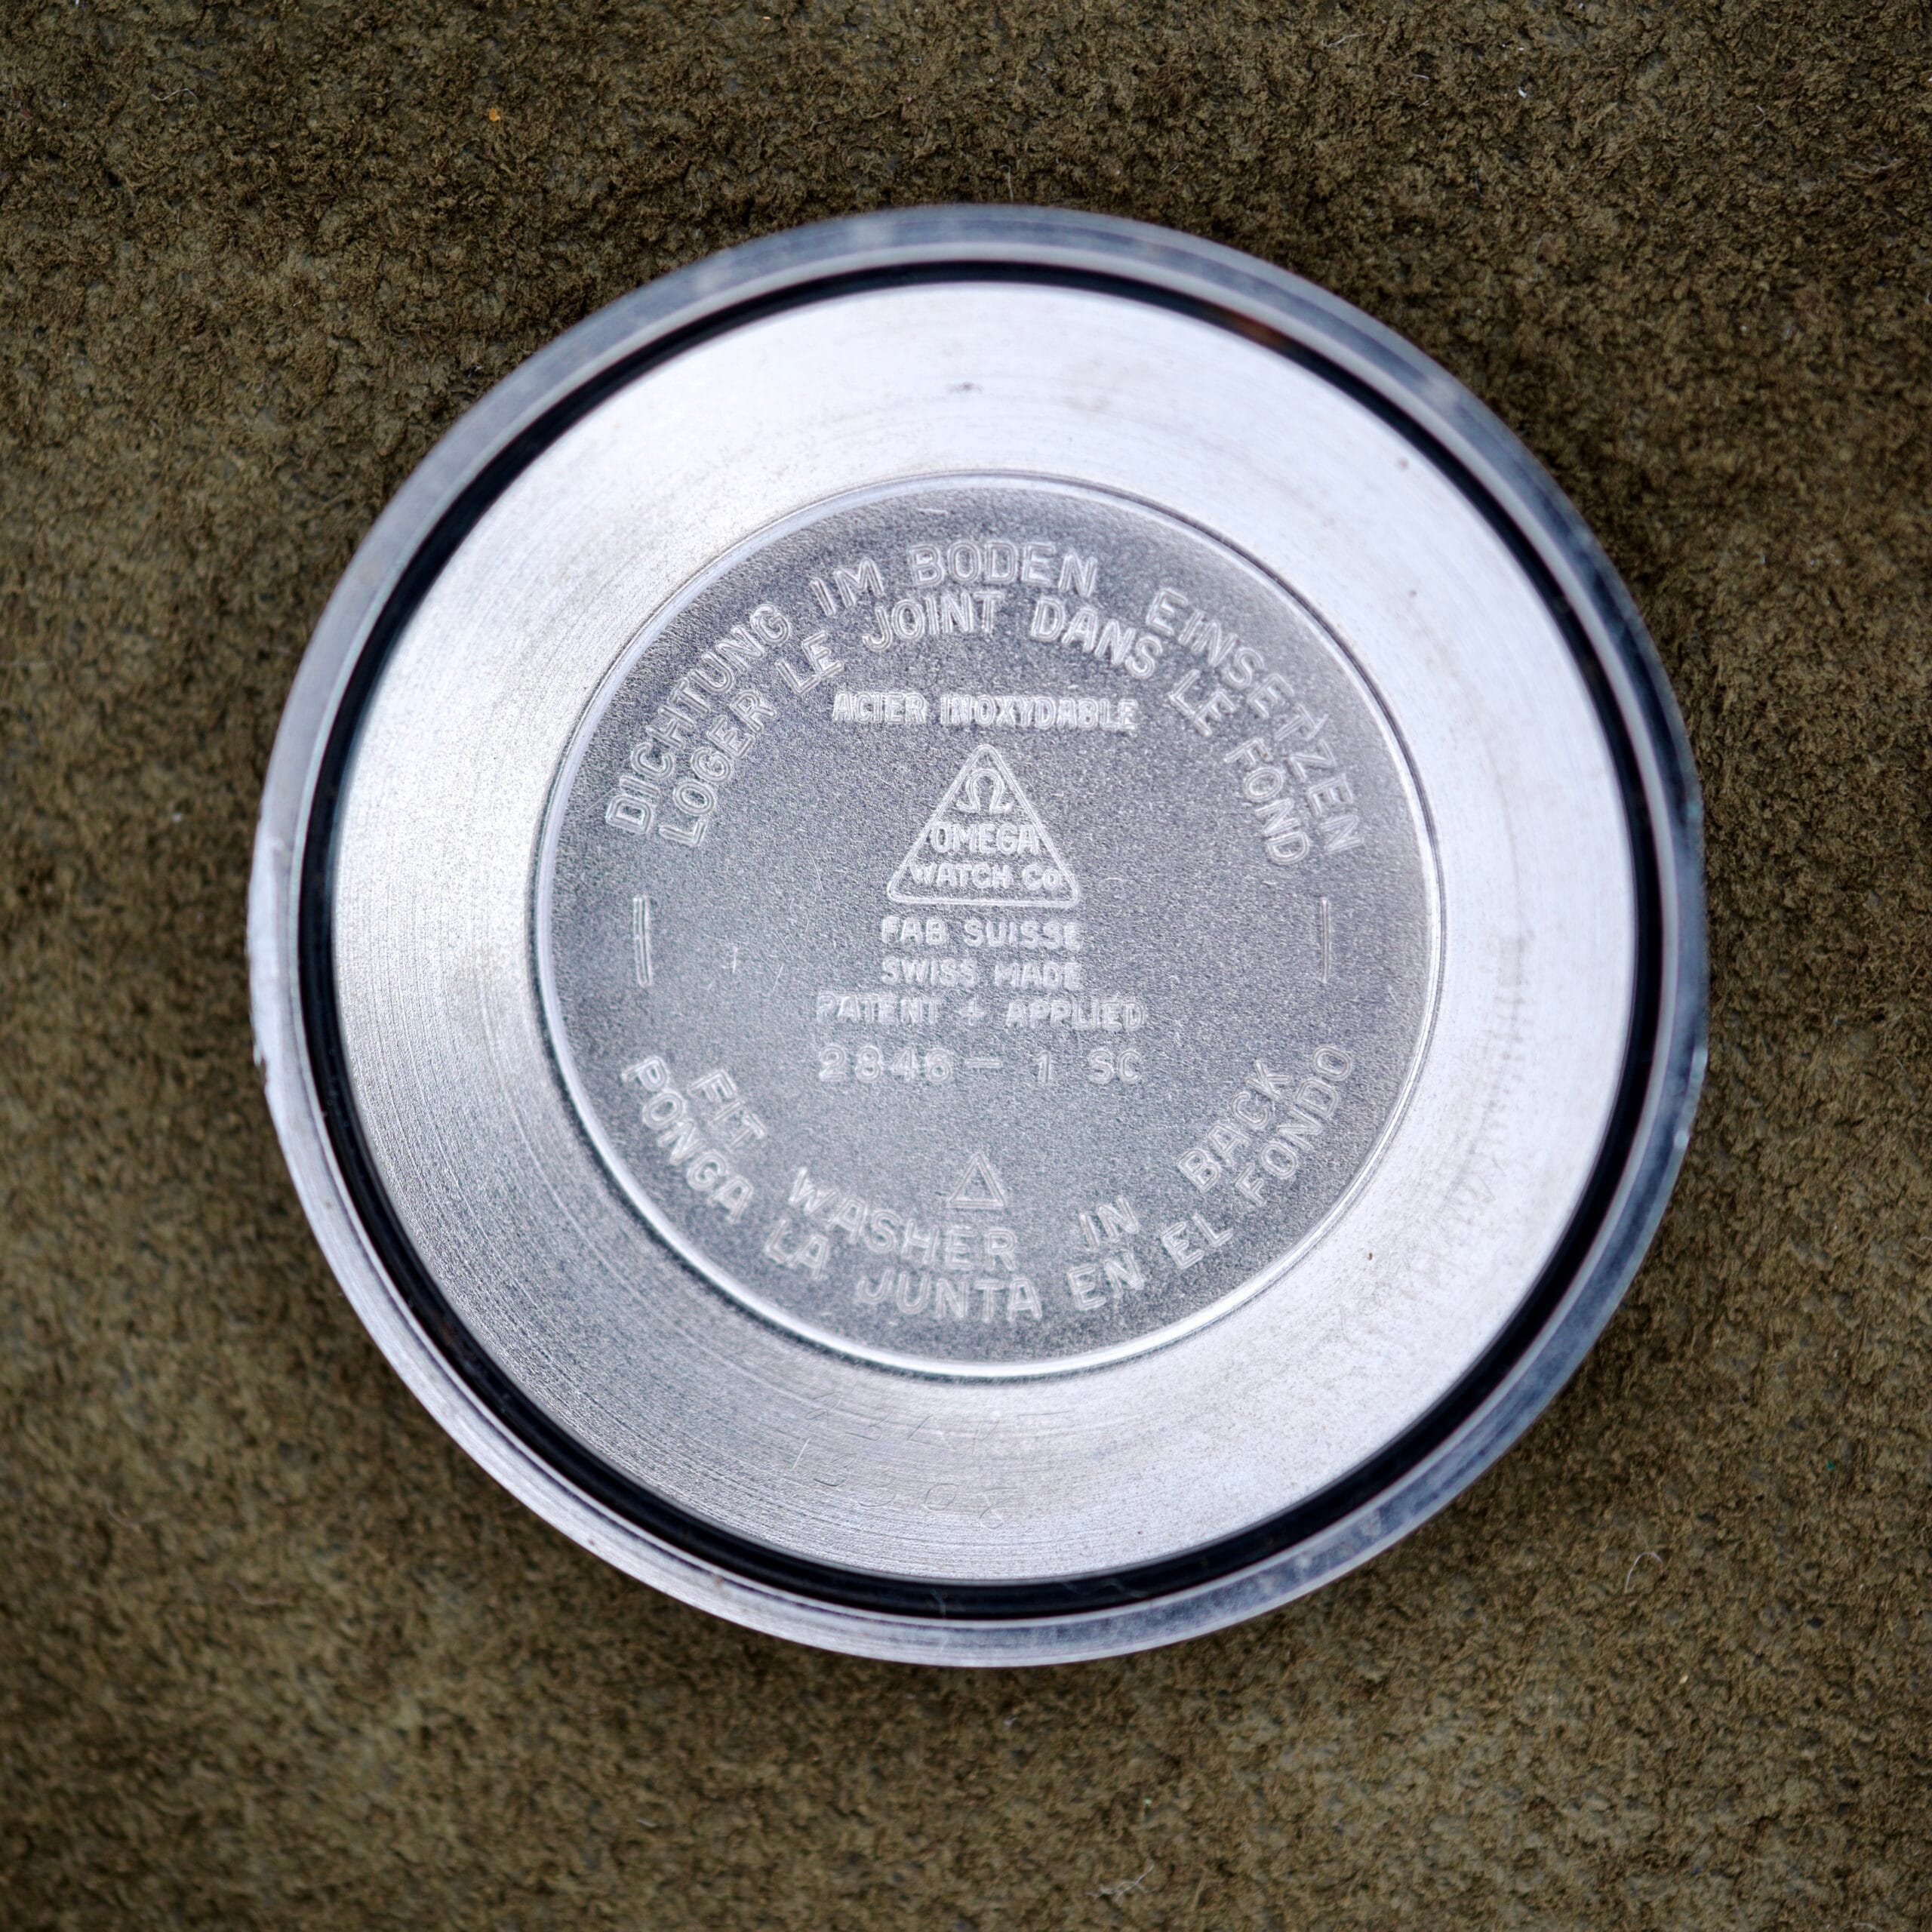 DICHTUNG IM BODEN EINSETZEN
LOGER LE JOINT DANS LE FOND
ACIER INOXYDABLE
Ω
OMEGA
WATCH Co
FAB SUISSE
SWISS MADE
PATENT + APPLIED
2846 - 1 SC
FIT WASHER IN BACK
PONGA LA JUNTA EN EL FONDO